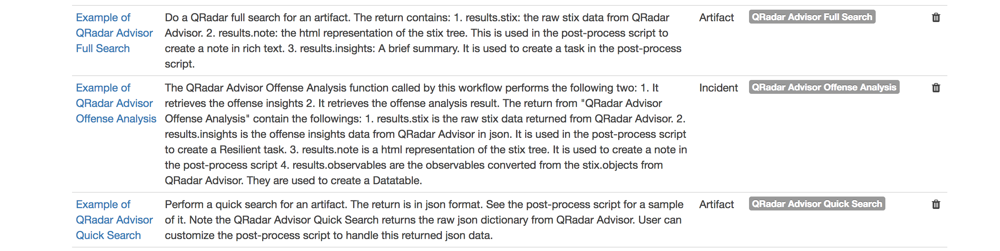 Example of QRadar Advisor Full Search
Do a QRadar full search for an artifact. The return contains: 1. results.stix: the raw stix data from QRadar
Advisor. 2. results.note: the html representation of the stix tree. This is used in the post-process script to
create a note in rich text. 3. results.insights: A brief summary. It is used to create a task in the post-process
script.
Artifact
QRadar Advisor Full Search
Example of
QRadar Advisor
Offense Analysis
The QRadar Advisor Offense Analysis function called by this workflow performs the following two: 1. It
retrieves the offense insights 2. It retrieves the offense analysis result. The return from "QRadar Advisor
Offense Analysis" contain the followings: 1. results.stix is the raw stix data returned from QRadar Advisor. 2.
results.insights is the offense insights data from QRadar Advisor in json. It is used in the post-process script
to create a Resilient task. 3. results.note is a html representation of the stix tree. It is used to create a note in
the post-process script 4. results.observables are the observables converted from the stix.objects from
QRadar Advisor. They are used to create a Datatable.
Incident
QRadar Advisor Offense Analysis
Example of
QRadar Advisor
Quick Search
Perform a quick search for an artifact. The return is in json format. See the post-process script for a sample
of it. Note the QRadar Advisor Quick Search returns the raw json dictionary from QRadar Advisor. User can
customize the post-process script to handle this returned json data.
Artifact
QRadar Advisor Quick Search